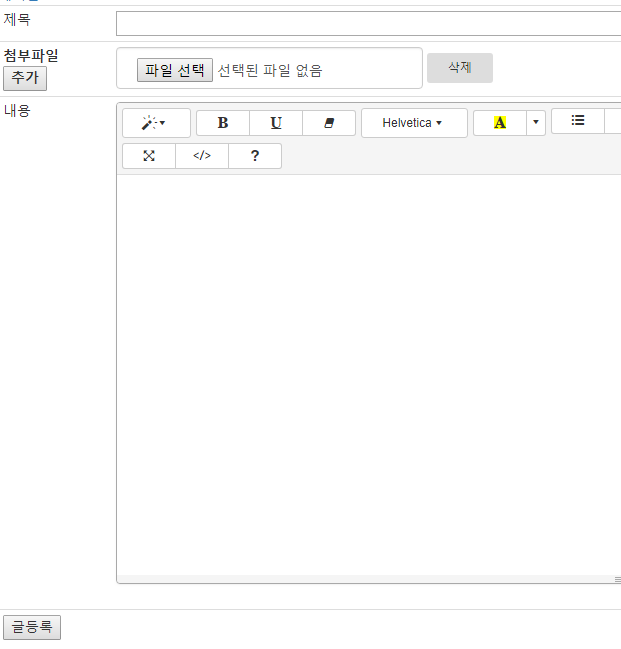 제목
첨부파일
추가
파일 선택 선택된 파일 없음
삭제
내용
B U Helvetica A
</> ?
글등록